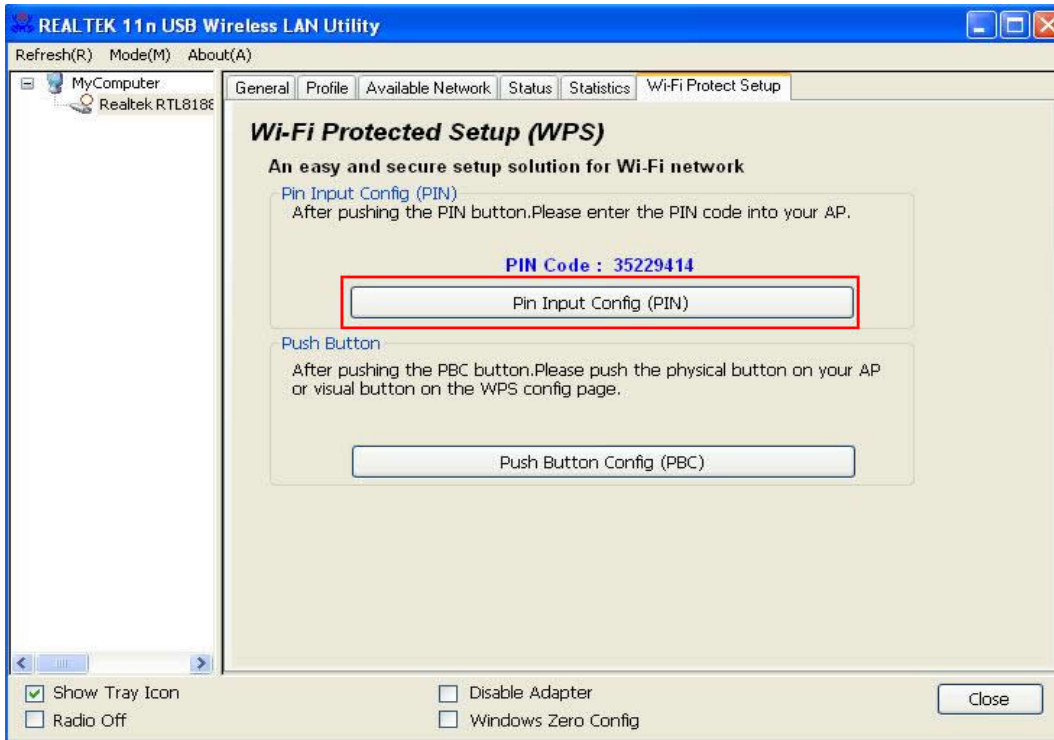 REALTEK 11n USB Wireless LAN Utility
Refresh(R) Mode(M) About(A)
MyComputer
Realtek RTL8188
General Profile Available Network Status Statistics Wi-Fi Protect Setup
Wi-Fi Protected Setup (WPS)
An easy and secure setup solution for Wi-Fi network
Pin Input Config (PIN)
After pushing the PIN button.Please enter the PIN code into your AP.
PIN Code : 35229414
Pin Input Config (PIN)
Push Button
After pushing the PBC button.Please push the physical button on your AP
or visual button on the WPS config page.
Push Button Config (PBC)
Show Tray Icon
Radio Off
Disable Adapter
Windows Zero Config
Close